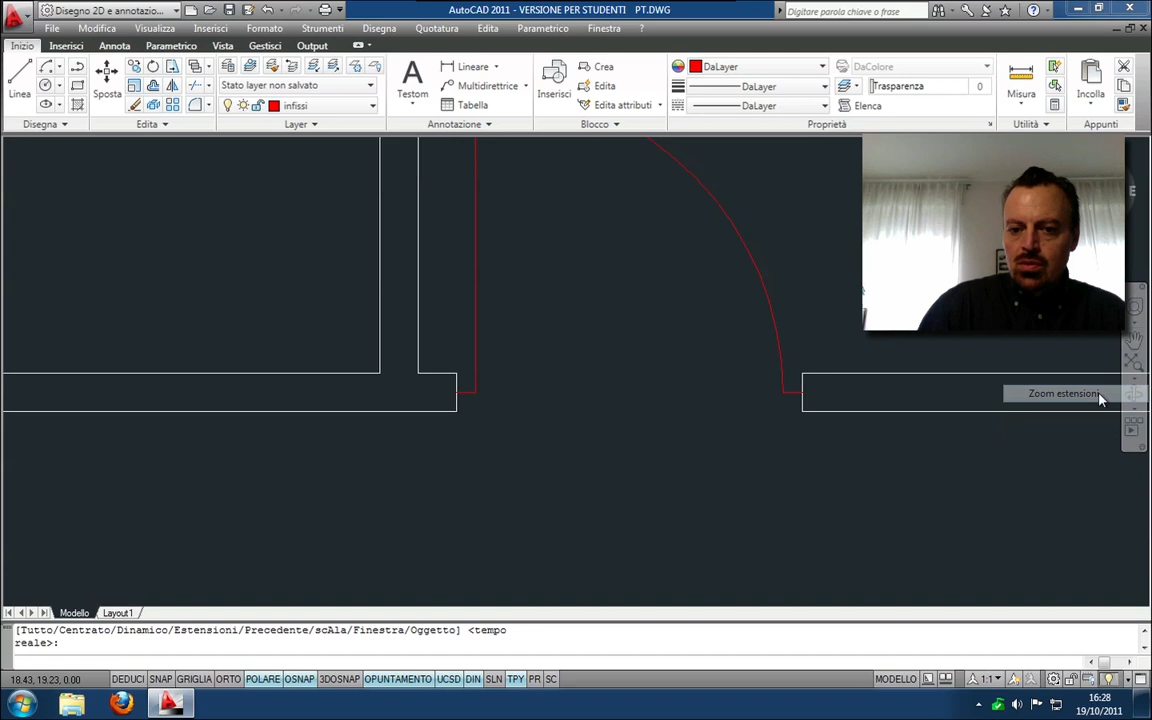 Disegno 2D e annotazio...
AutoCAD 2011 - VERSIONE PER STUDENTI PT.DWG
Digitare parola chiave o frase
File Modifica Visualizza Inserisci Formato Strumenti Disegna Quotatura Edita Parametrico Finestra ?
Inizio Inserisci Annota Parametrico Vista Gestisci Output
Linea
Sposta
Stato layer non salvato
infissi
Testom
Lineare
Multidirettrice
Tabella
Inserisci
Crea
Edita
Edita attributi
DaLayer
DaLayer
DaLayer
DaColore
Trasparenza 0
Elenca
Misura
Incolla
Disegna Edita Layer Annotazione Blocco Proprietà Utilità Appunti
E
Zoom estensioni
Modello Layout1
[Tutto/Centrato/Dinamico/Estensioni/Precedente/scAla/Finestra/Oggetto] <tempo
reale>:
18.43, 19.23, 0.00 DEDUCI SNAP GRIGLIA ORTO POLARE OSNAP 3DOSNAP OPUNTAMENTO UCSD DIN SLN TPY PR SC MODELLO 1:1
16:28
19/10/2011